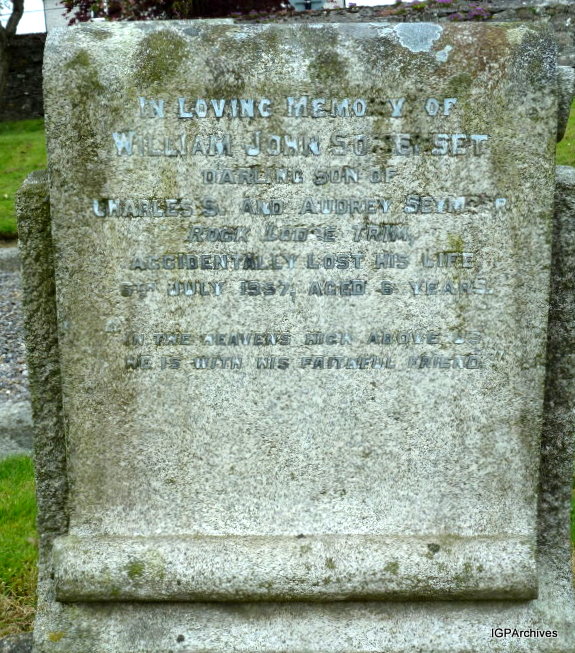 In Loving Memory of
William John Somerset
Darling son of
Charles S. and Audrey Seymour
Rock Lodge Trim,
Accidentally Lost his life
July 1957, Aged 6 years.
In the heavens high above us
He is with his faithful friend.
IGPArchives